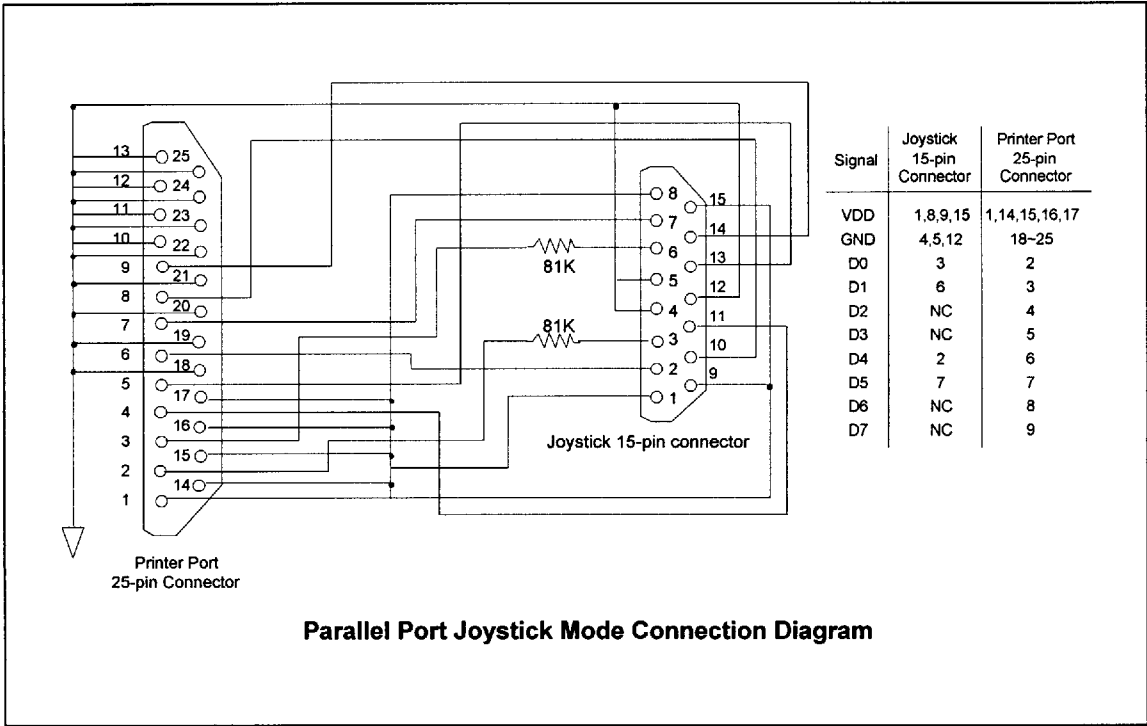 13
25
12
24
11
23
10
22
9
21
8
20
7
19
6
18
5
17
4
16
3
15
2
14
1
Printer Port
25-pin Connector
81K
81K
8
15
7
14
6
13
5
12
4
11
3
10
2
9
1
Joystick 15-pin connector
Signal Joystick 15-pin Connector Printer Port 25-pin Connector
VDD 1,8,9,15 1,14,15,16,17
GND 4,5,12 18~25
D0 3 2
D1 6 3
D2 NC 4
D3 NC 5
D4 2 6
D5 7 7
D6 NC 8
D7 NC 9
Parallel Port Joystick Mode Connection Diagram